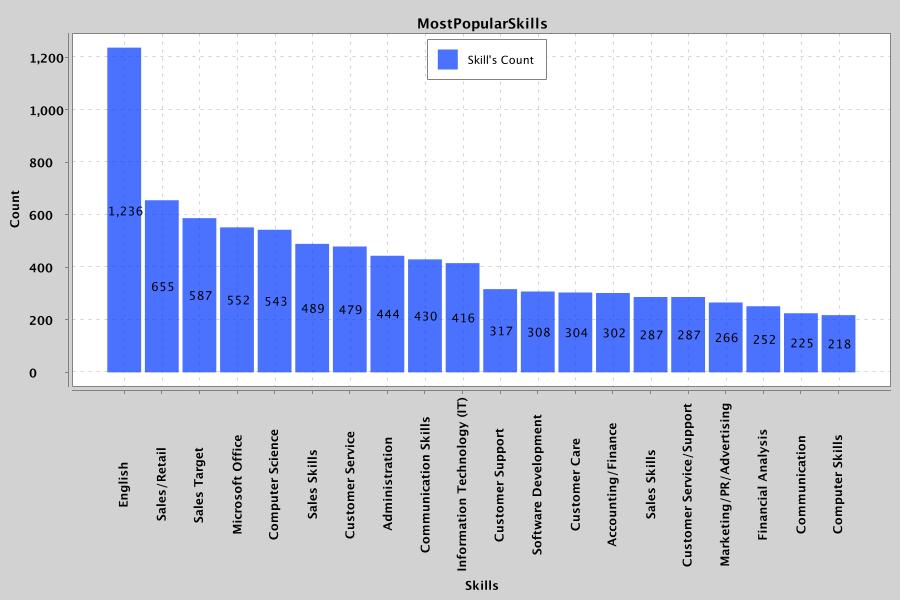 MostPopularSkills
Skill's Count
Count
1,200
1,000
800
600
400
200
0
1,236
655
587
552
543
489
479
444
430
416
317
308
304
302
287
287
266
252
225
218
English
Sales/Retail
Sales Target
Microsoft Office
Computer Science
Sales Skills
Customer Service
Administration
Communication Skills
Information Technology (IT)
Customer Support
Software Development
Customer Care
Accounting/Finance
Sales Skills
Customer Service/Support
Marketing/PR/Advertising
Financial Analysis
Communication
Computer Skills
Skills